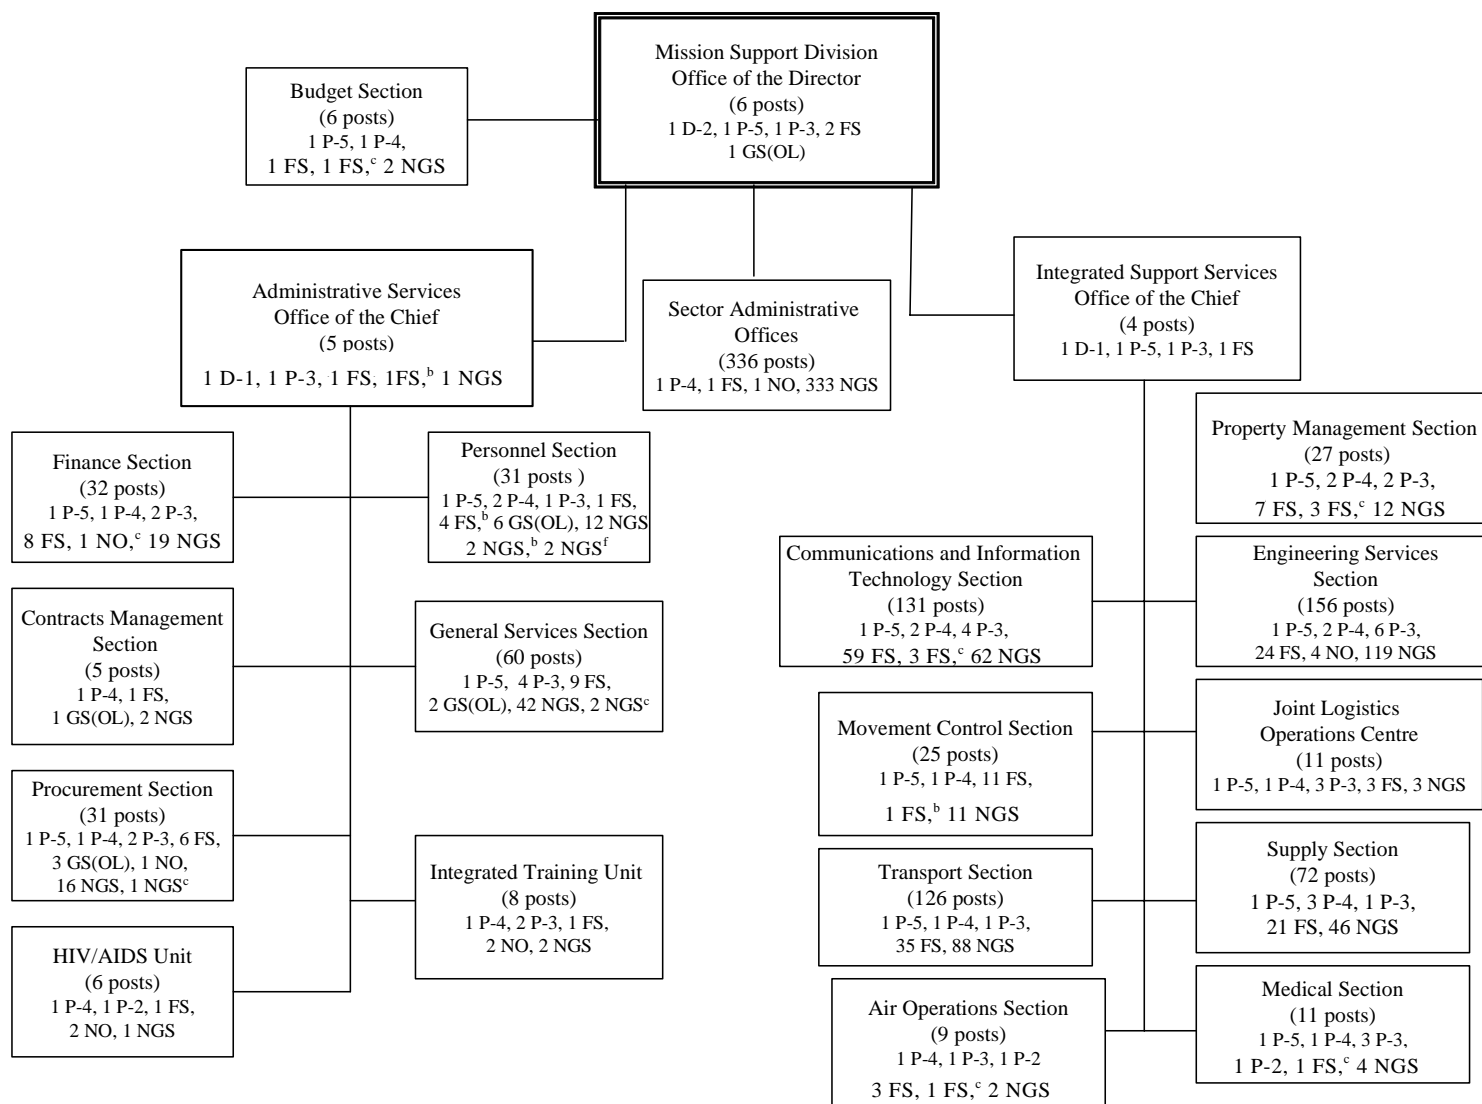 Mission Support Division
Office of the Director
(6 posts)
1 D-2, 1 P-5, 1 P-3, 2 FS
1 GS(OL)
Budget Section
(6 posts)
1 P-5, 1 P-4,
1 FS, 1 FS,ᶜ 2 NGS
Administrative Services
Office of the Chief
(5 posts)
1 D-1, 1 P-3, 1 FS, 1FS,ᵇ 1 NGS
Sector Administrative
Offices
(336 posts)
1 P-4, 1 FS, 1 NO, 333 NGS
Integrated Support Services
Office of the Chief
(4 posts)
1 D-1, 1 P-5, 1 P-3, 1 FS
Finance Section
(32 posts)
1 P-5, 1 P-4, 2 P-3,
8 FS, 1 NO,ᶜ 19 NGS
Personnel Section
(31 posts )
1 P-5, 2 P-4, 1 P-3, 1 FS,
4 FS,ᵇ 6 GS(OL), 12 NGS
2 NGS,ᵇ 2 NGSᶠ
Contracts Management
Section
(5 posts)
1 P-4, 1 FS,
1 GS(OL), 2 NGS
General Services Section
(60 posts)
1 P-5, 4 P-3, 9 FS,
2 GS(OL), 42 NGS, 2 NGSᶜ
Procurement Section
(31 posts)
1 P-5, 1 P-4, 2 P-3, 6 FS,
3 GS(OL), 1 NO,
16 NGS, 1 NGSᶜ
Integrated Training Unit
(8 posts)
1 P-4, 2 P-3, 1 FS,
2 NO, 2 NGS
HIV/AIDS Unit
(6 posts)
1 P-4, 1 P-2, 1 FS,
2 NO, 1 NGS
Property Management Section
(27 posts)
1 P-5, 2 P-4, 2 P-3,
7 FS, 3 FS,ᶜ 12 NGS
Communications and Information
Technology Section
(131 posts)
1 P-5, 2 P-4, 4 P-3,
59 FS, 3 FS,ᶜ 62 NGS
Engineering Services
Section
(156 posts)
1 P-5, 2 P-4, 6 P-3,
24 FS, 4 NO, 119 NGS
Movement Control Section
(25 posts)
1 P-5, 1 P-4, 11 FS,
1 FS,ᵇ 11 NGS
Joint Logistics
Operations Centre
(11 posts)
1 P-5, 1 P-4, 3 P-3, 3 FS, 3 NGS
Transport Section
(126 posts)
1 P-5, 1 P-4, 1 P-3,
35 FS, 88 NGS
Supply Section
(72 posts)
1 P-5, 3 P-4, 1 P-3,
21 FS, 46 NGS
Air Operations Section
(9 posts)
1 P-4, 1 P-3, 1 P-2
3 FS, 1 FS,ᶜ 2 NGS
Medical Section
(11 posts)
1 P-5, 1 P-4, 3 P-3,
1 P-2, 1 FS,ᶜ 4 NGS